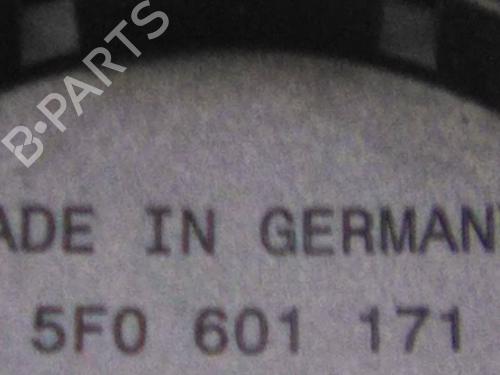 B-PARTS
ADE IN GERMAN
5F0 601 171